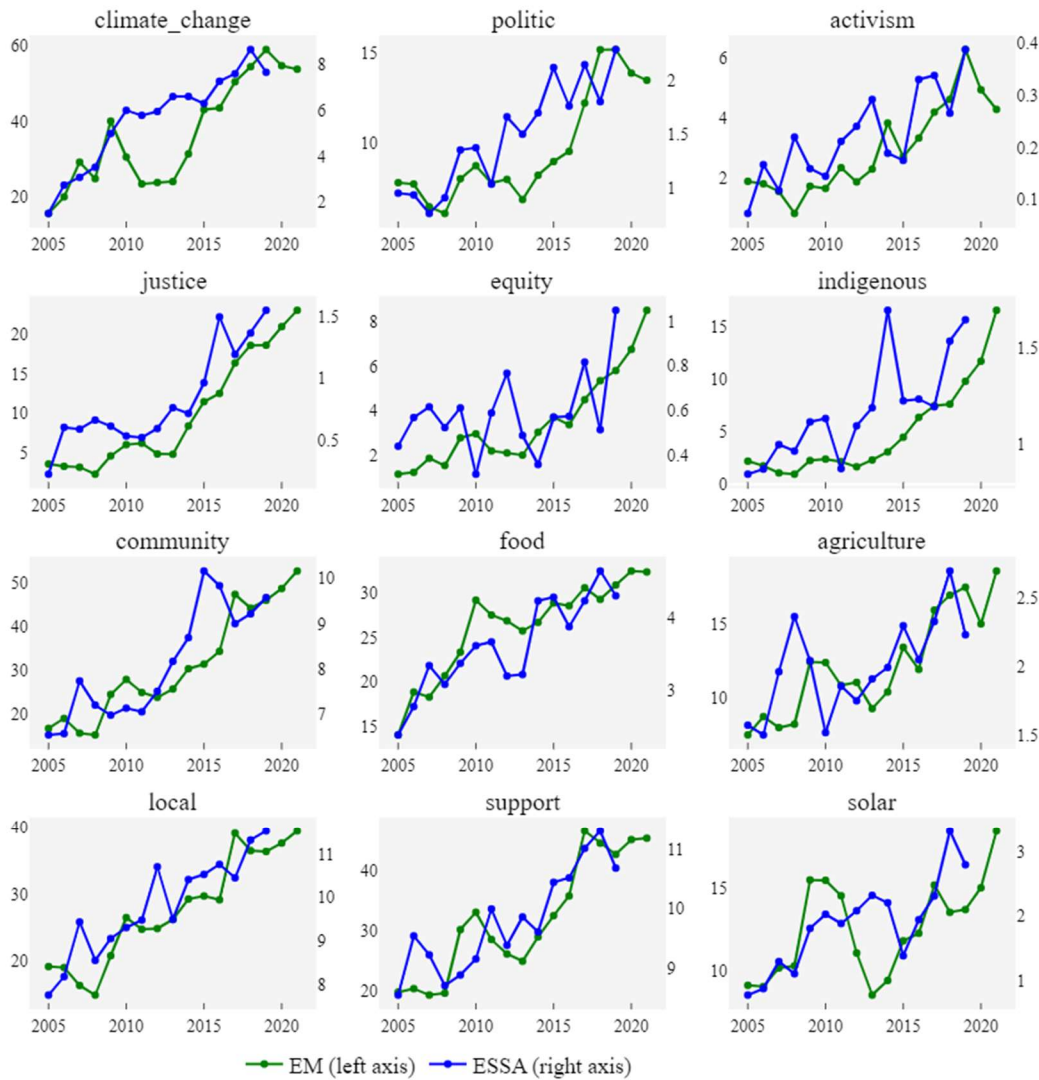 climate_change politic activism
60 40 20 8 6 4 2 15 10 2 1.5 1 6 4 2 0.4 0.3 0.2 0.1
2005 2010 2015 2020 2005 2010 2015 2020 2005 2010 2015 2020
justice equity indigenous
20 15 10 5 1.5 1 0.5 8 6 4 2 1 0.8 0.6 0.4 15 10 5 0 1.5 1
2005 2010 2015 2020 2005 2010 2015 2020 2005 2010 2015 2020
community food agriculture
50 40 30 20 10 9 8 7 30 25 20 15 4 3 15 10 2.5 2 1.5
2005 2010 2015 2020 2005 2010 2015 2020 2005 2010 2015 2020
local support solar
40 30 20 11 10 9 8 40 30 20 11 10 9 15 10 3 2 1
2005 2010 2015 2020 2005 2010 2015 2020 2005 2010 2015 2020
EM (left axis) ESSA (right axis)